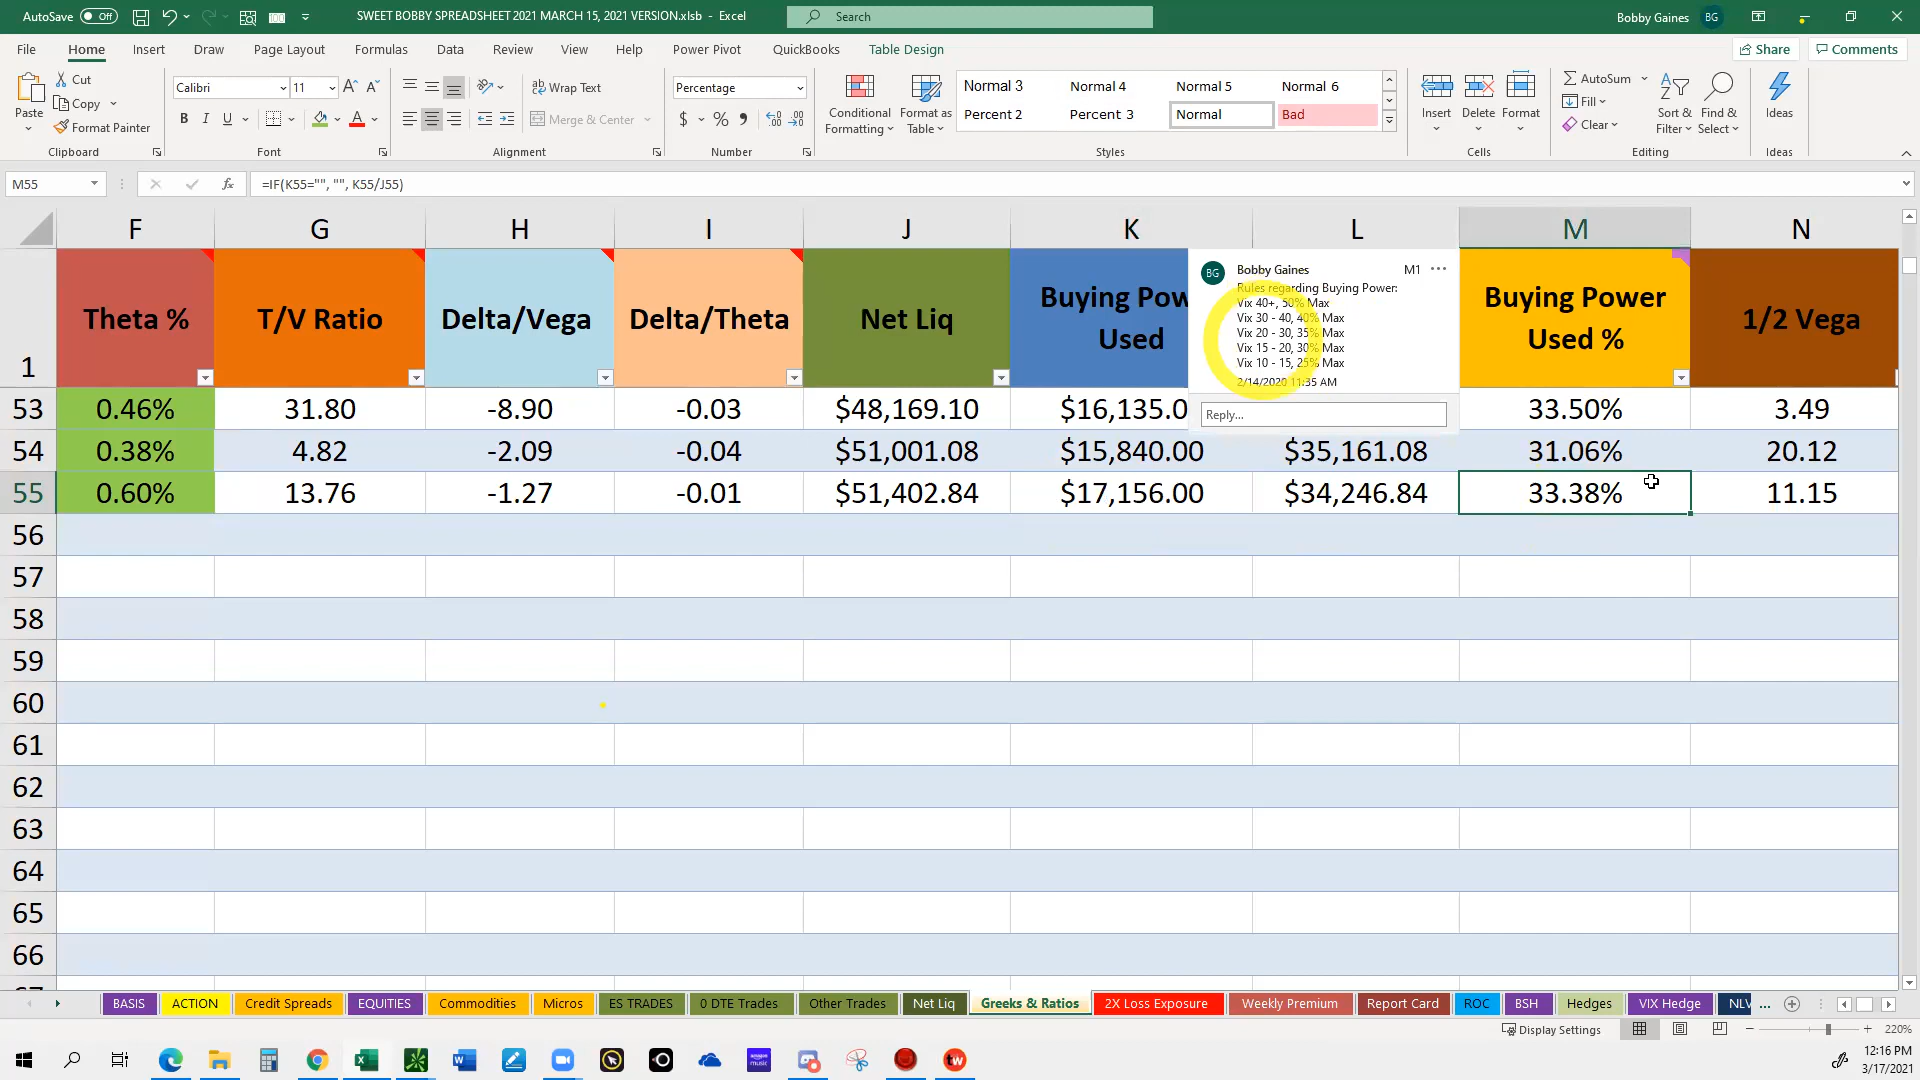 AutoSave Off SWEET BOBBY SPREADSHEET 2021 MARCH 15, 2021 VERSION.xlsb - Excel Search Bobby Gaines BG
File Home Insert Draw Page Layout Formulas Data Review View Help Power Pivot QuickBooks Table Design Share Comments
Paste
Cut
Copy
Format Painter
Clipboard
Calibri 11
B I U
Font
Wrap Text
Merge & Center
Alignment
Percentage
$ %
Number
Conditional Formatting
Format as Table
Normal 3 Normal 4 Normal 5 Normal 6
Percent 2 Percent 3 Normal Bad
Styles
Insert Delete Format
Cells
AutoSum
Fill
Clear
Sort & Filter
Find & Select
Editing
Ideas
Ideas
M55 fx =IF(K55="", "", K55/J55)
F G H I J K L M N
1 Theta % T/V Ratio Delta/Vega Delta/Theta Net Liq Buying Pow
Used
Buying Power
Used %
1/2 Vega
BG Bobby Gaines M1
Rules regarding Buying Power:
Vix 40+, 50% Max
Vix 30 - 40, 40% Max
Vix 20 - 30, 35% Max
Vix 15 - 20, 30% Max
Vix 10 - 15, 25% Max
2/14/2020 11:35 AM
Reply...
53 0.46% 31.80 -8.90 -0.03 $48,169.10 $16,135.0 33.50% 3.49
54 0.38% 4.82 -2.09 -0.04 $51,001.08 $15,840.00 $35,161.08 31.06% 20.12
55 0.60% 13.76 -1.27 -0.01 $51,402.84 $17,156.00 $34,246.84 33.38% 11.15
56
57
58
59
60
61
62
63
64
65
66
BASIS ACTION Credit Spreads EQUITIES Commodities Micros ES TRADES 0 DTE Trades Other Trades Net Liq Greeks & Ratios 2X Loss Exposure Weekly Premium Report Card ROC BSH Hedges VIX Hedge NLV ...
Display Settings 220%
tw
12:16 PM
3/17/2021